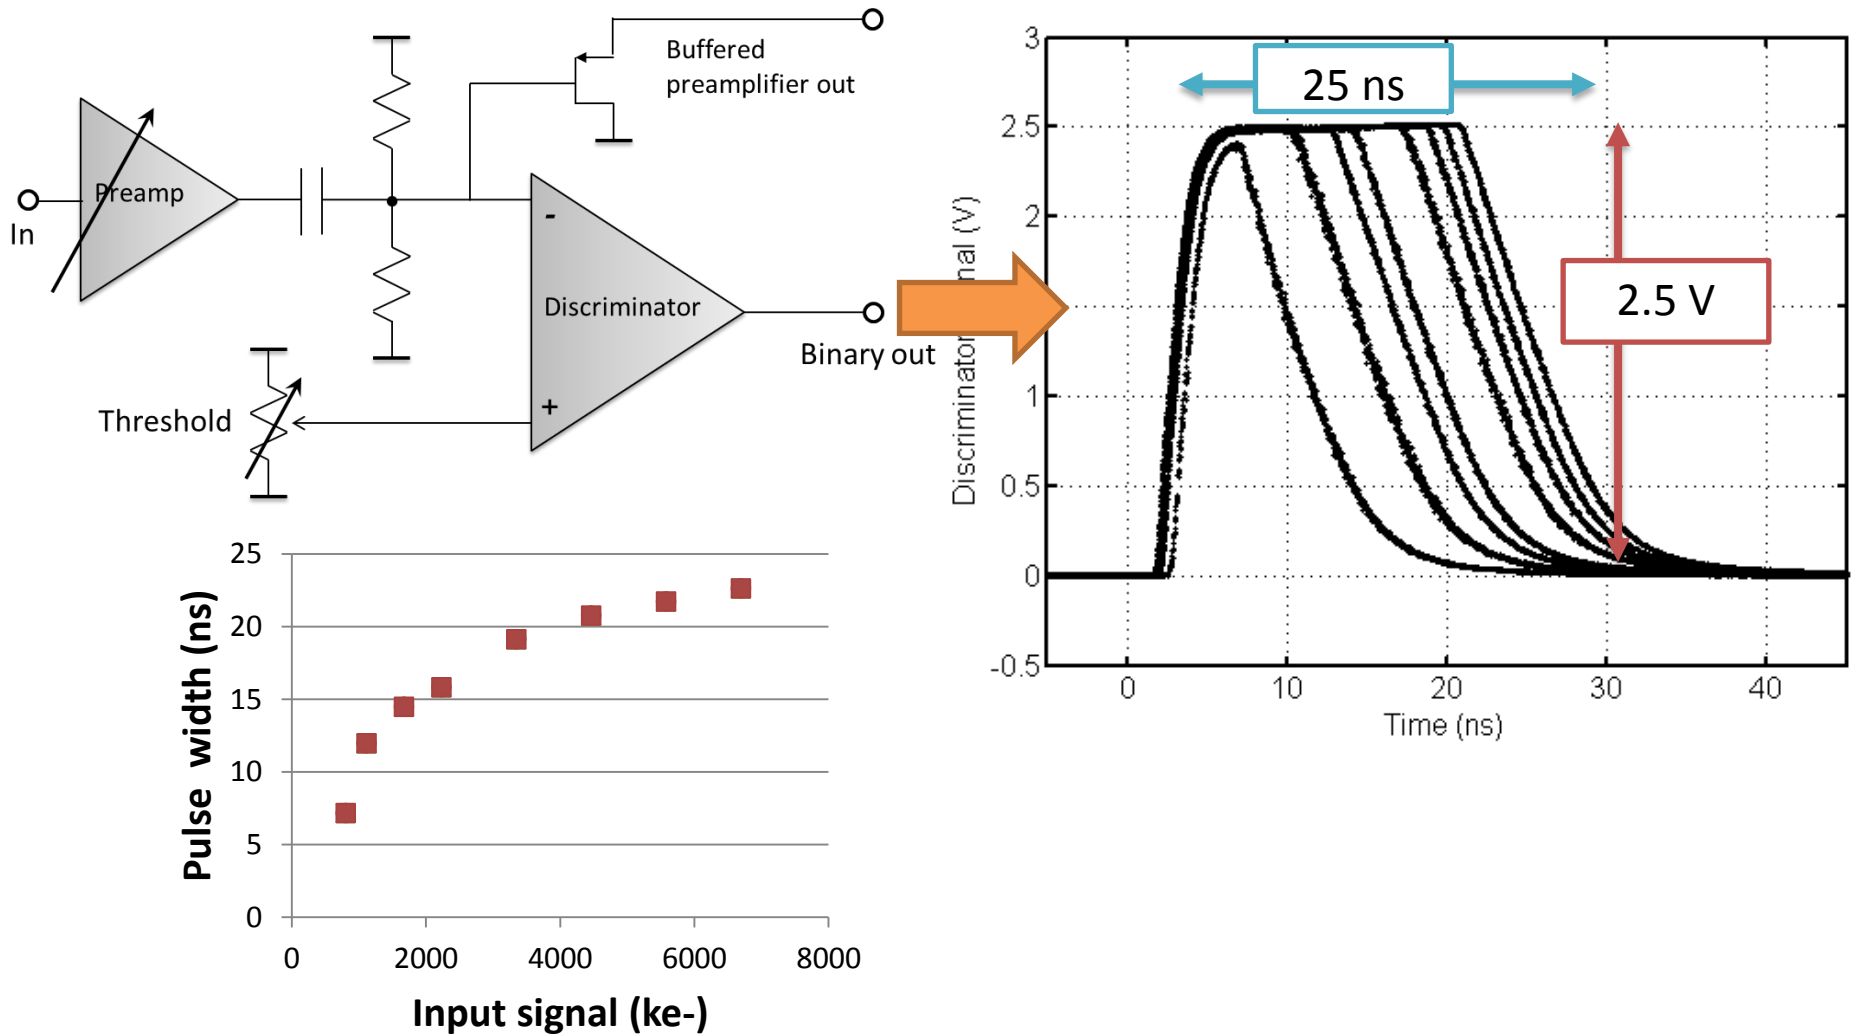 Buffered
preamplifier out
Preamp
In
-
Discriminator
+
Threshold
Binary out
25 ns
2.5 V
3
2.5
2
1
0.5
0
-0.5
0 10 20 30 40
Time (ns)
Discriminator nal (V)
25
20
15
10
5
0
0 2000 4000 6000 8000
Pulse width (ns)
Input signal (ke-)